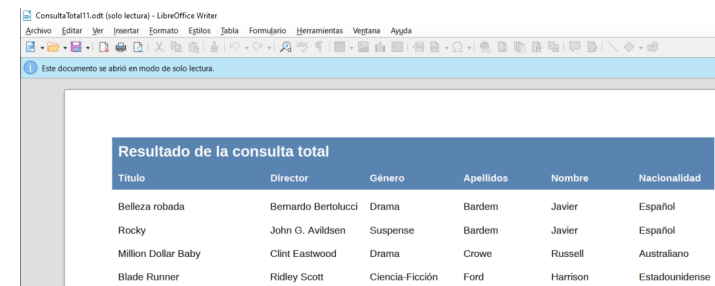 ConsultaTotal11.odt (solo lectura) - LibreOffice Writer
Archivo Editar Ver Insertar Formato Estilos Tabla Formulario Herramientas Ventana Ayuda
Este documento se abrió en modo de solo lectura.
Resultado de la consulta total
Título Director Género Apellidos Nombre Nacionalidad
Belleza robada Bernardo Bertolucci Drama Bardem Javier Español
Rocky John G. Avildsen Suspense Bardem Javier Español
Million Dollar Baby Clint Eastwood Drama Crowe Russell Australiano
Blade Runner Ridley Scott Ciencia-Ficción Ford Harrison Estadounidense